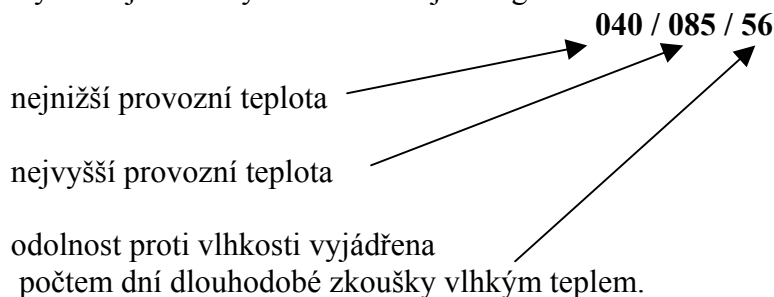 040 / 085 / 56
nejnižší provozní teplota
nejvyšší provozní teplota
odolnost proti vlhkosti vyjádřena
počtem dní dlouhodobé zkoušky vlhkým teplem.